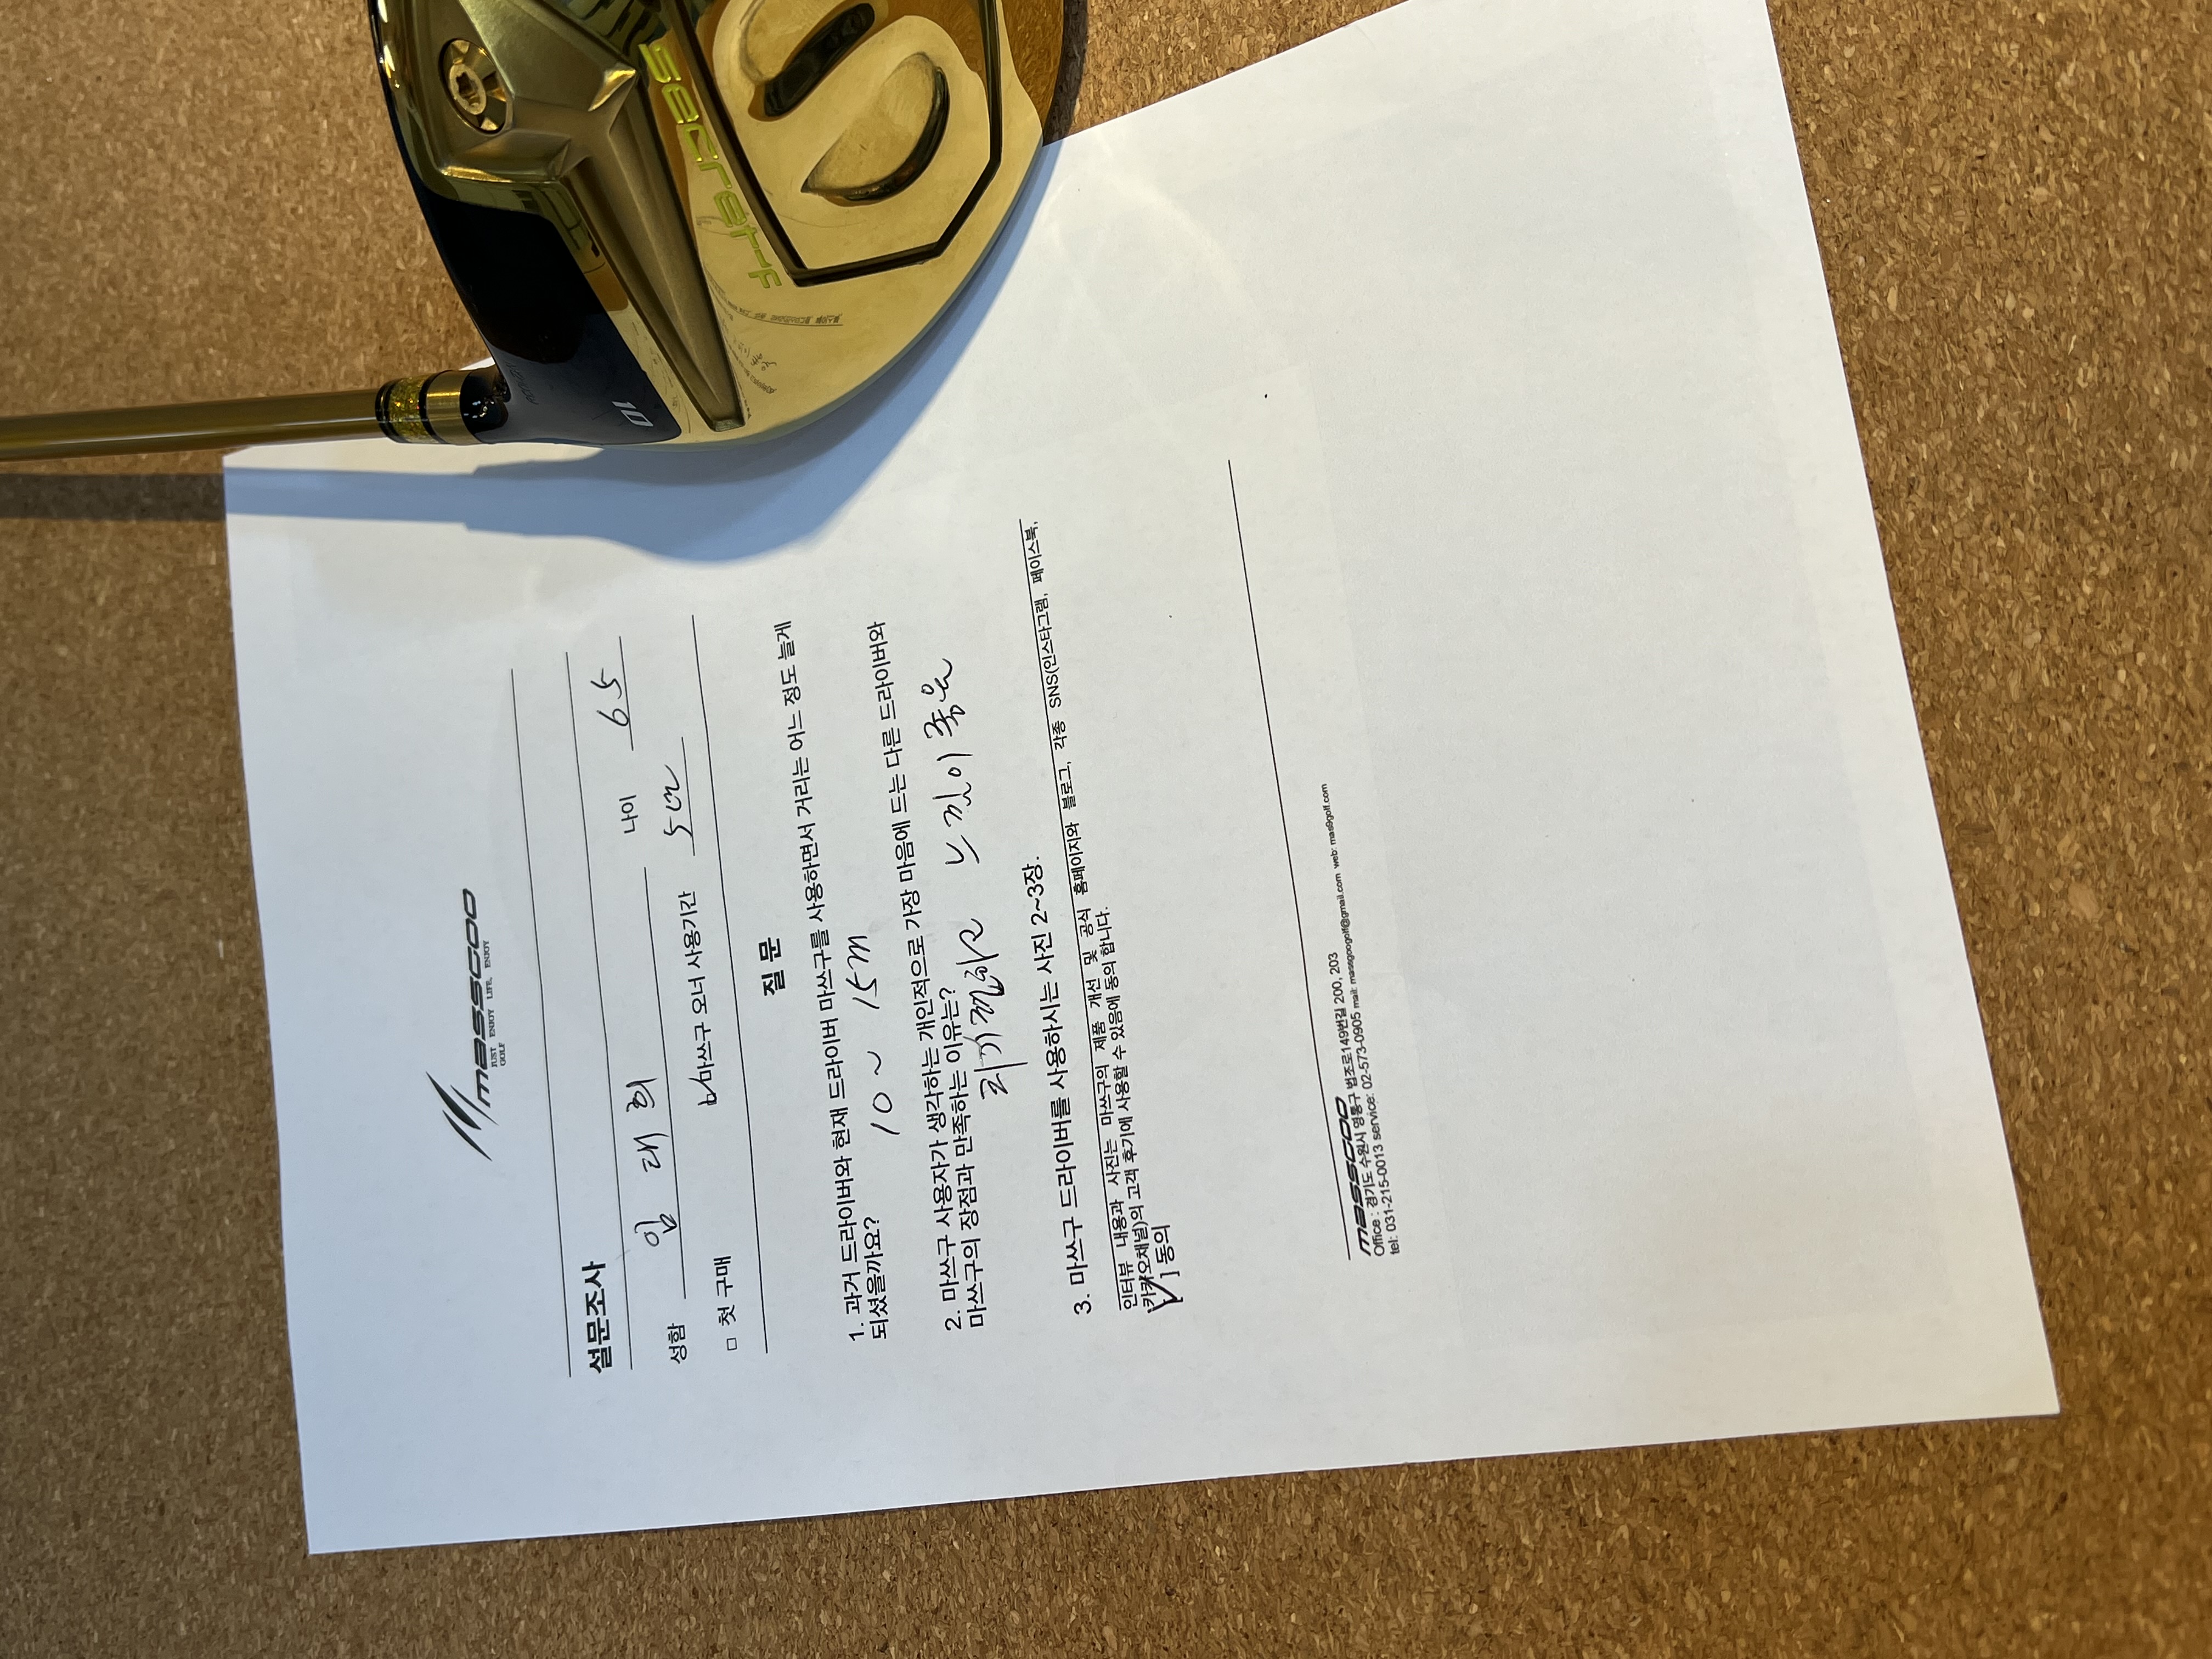 massgoo
JUST ENJOY LIFE, ENJOY
GOLF
설문조사
성함 임대희 나이 65
□ 첫 구매 마쓰구 오너 사용기간 5년
질문
1. 과거 드라이버와 현재 드라이버 마쓰구를 사용하면서 거리는 어느 정도 늘게
되셨을까요? 10 ~ 15m
2. 마쓰구 사용자가 생각하는 개인적으로 가장 마음에 드는 다른 드라이버와
마쓰구의 장점과 만족하는 이유는?
치기편하고 느낌이 좋음
3. 마쓰구 드라이버를 사용하시는 사진 2~3장.
인터뷰 내용과 사진는 마쓰구의 제품 개선 및 공식 홈페이지와 블로그, 각종 SNS(인스타그램, 페이스북,
카카오채널)의 고객 후기에 사용할 수 있음에 동의 합니다.
[V] 동의
massgoo
Office : 경기도 수원시 영통구 법조로149번길 200, 203
tel: 031-215-0013 service: 02-573-0905 mail: massgoogolf@gmail.com web: mas9golf.com
10
secret